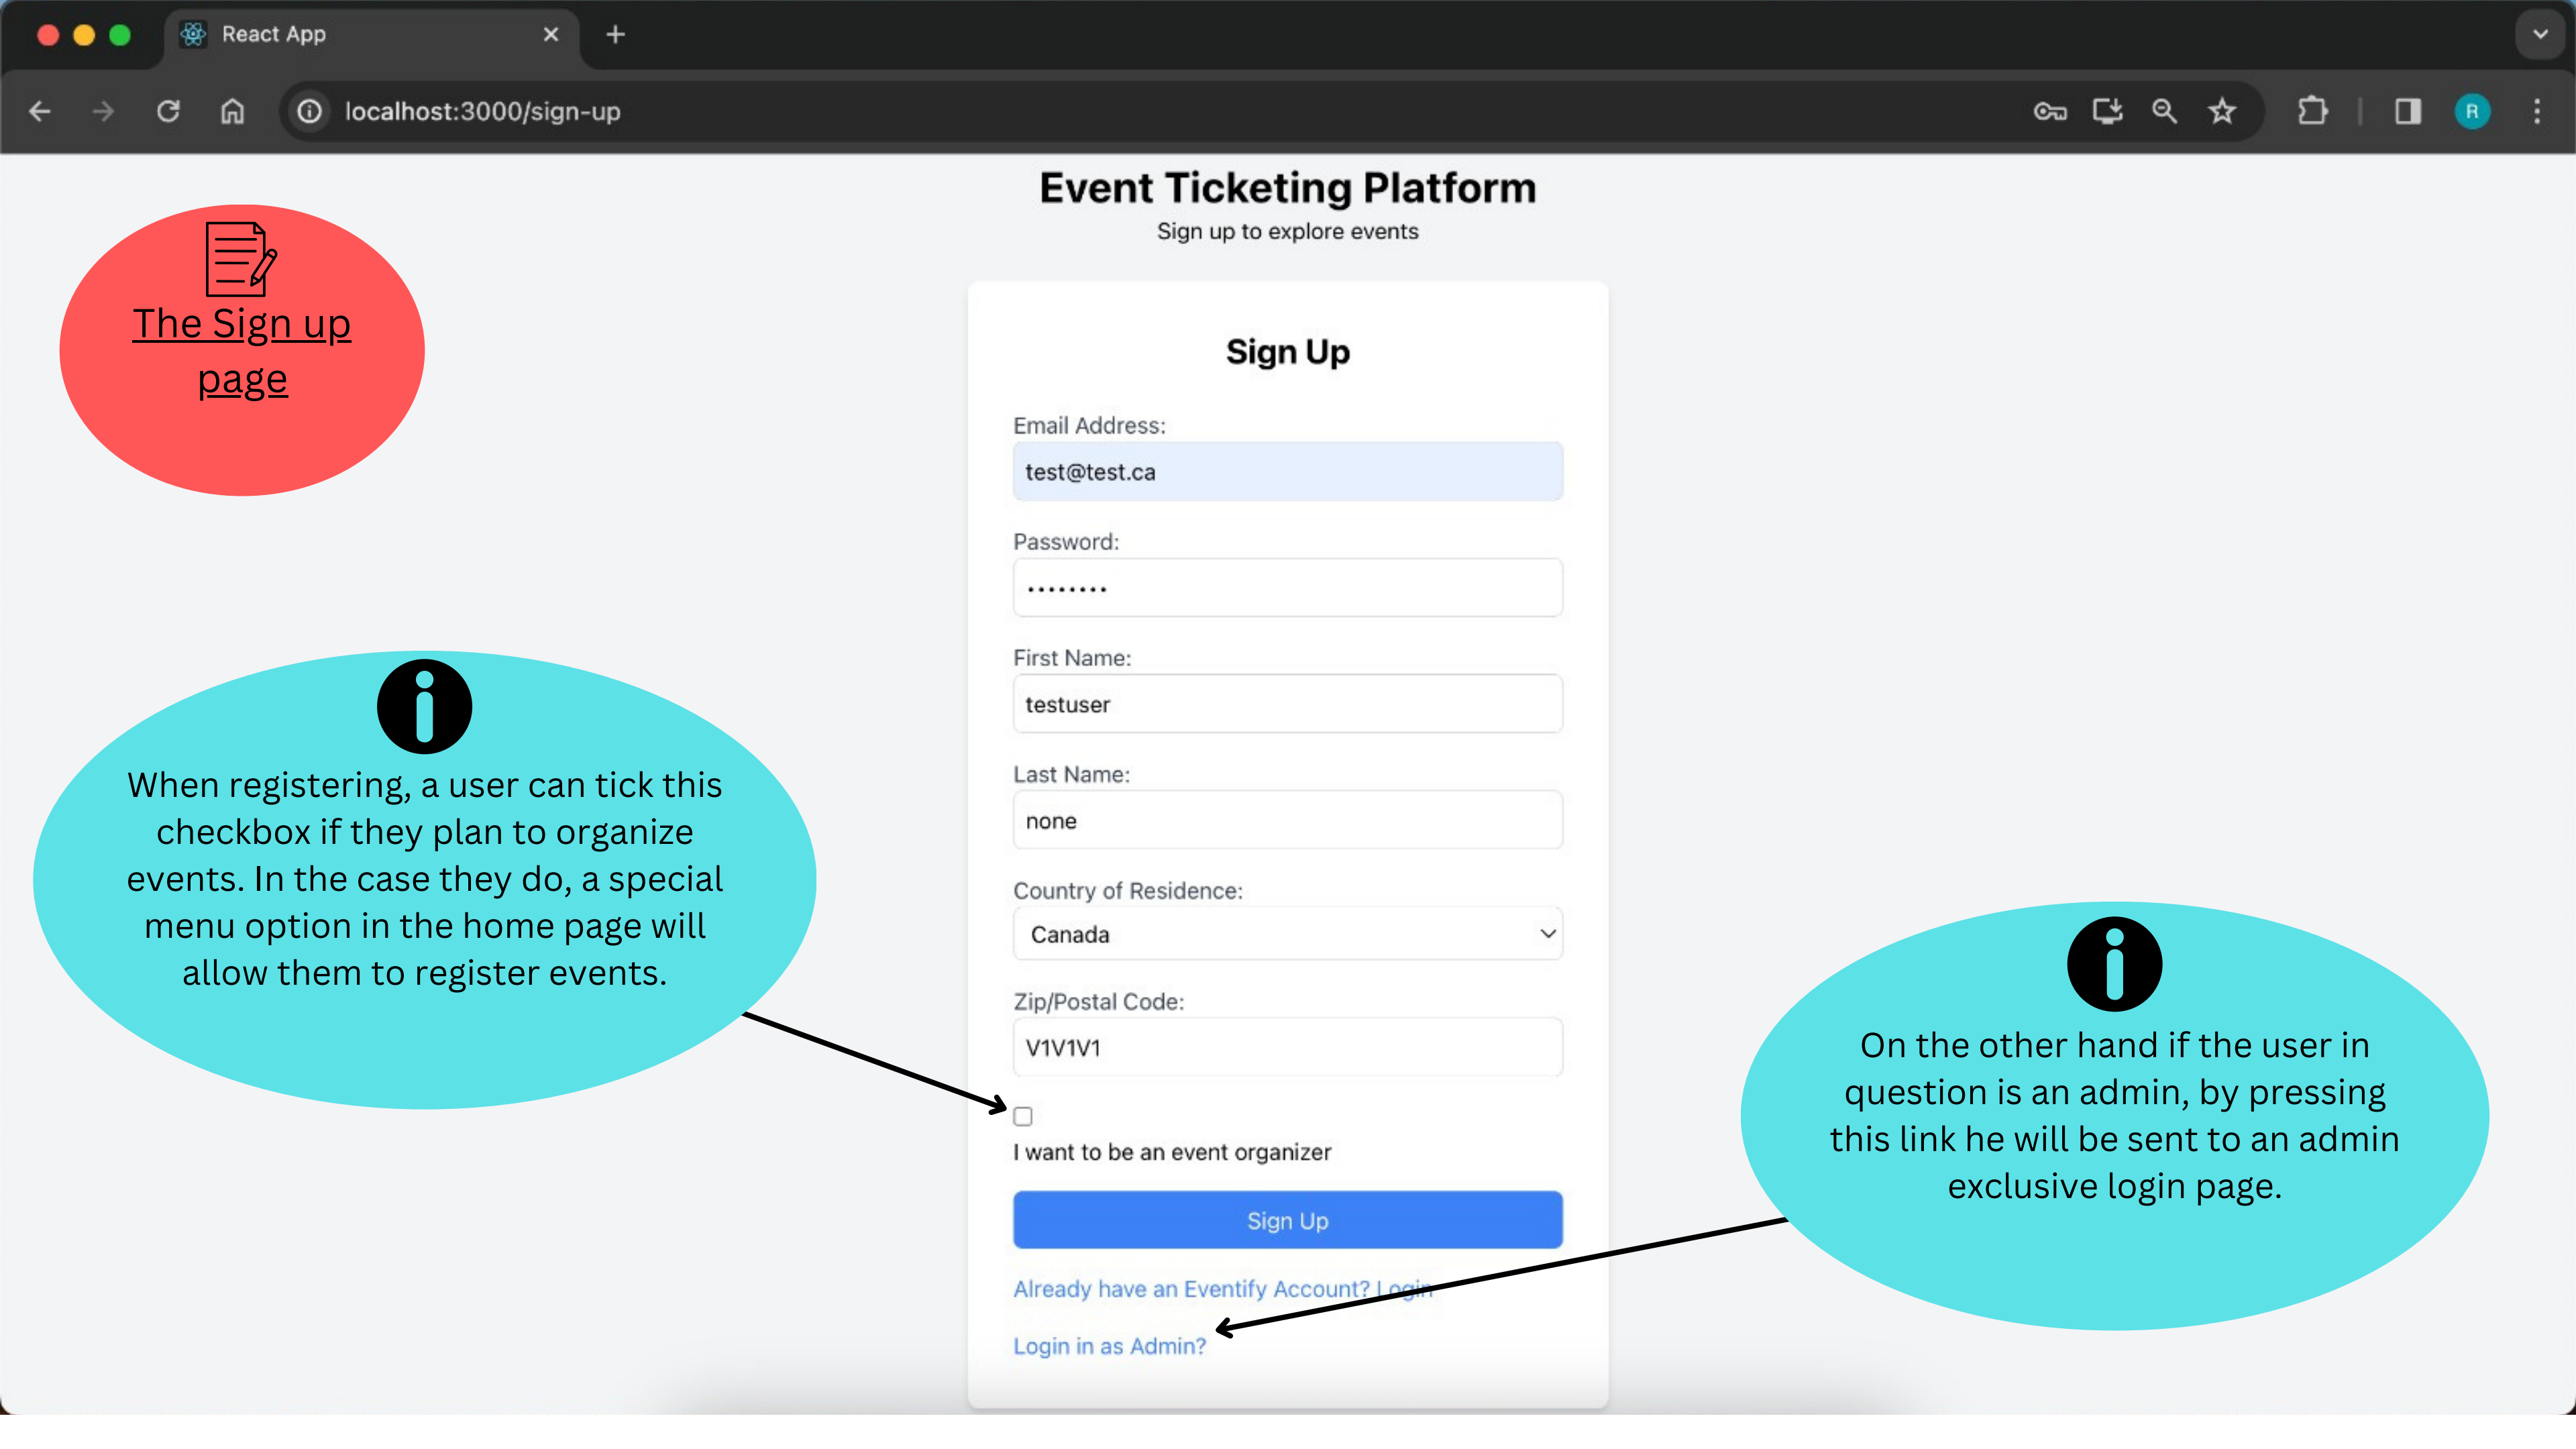 React App
localhost:3000/sign-up
R
Event Ticketing Platform
Sign up to explore events
The Sign up
page
Sign Up
Email Address:
test@test.ca
Password:
••••••••
First Name:
testuser
When registering, a user can tick this
checkbox if they plan to organize
events. In the case they do, a special
menu option in the home page will
allow them to register events.
Last Name:
none
Country of Residence:
Canada
Zip/Postal Code:
V1V1V1
I want to be an event organizer
On the other hand if the user in
question is an admin, by pressing
this link he will be sent to an admin
exclusive login page.
Sign Up
Already have an Eventify Account? Login
Login in as Admin?